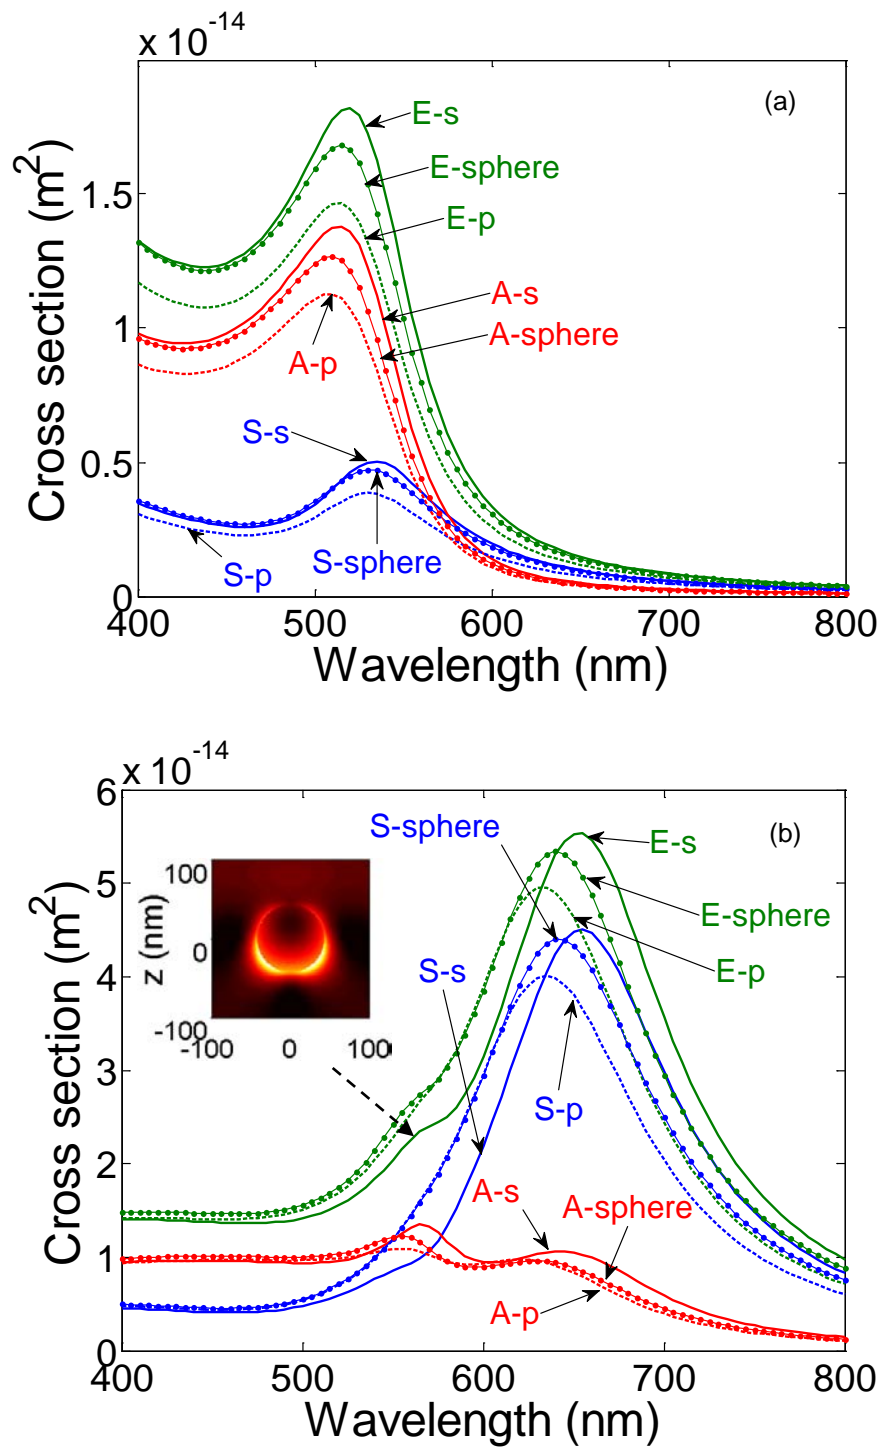 x 10^-14
(a)
E-s
E-sphere
1.5
E-p
A-s
1
A-sphere
A-p
S-s
0.5
S-p
S-sphere
0
400
500
600
700
800
Cross section (m^2)
Wavelength (nm)
x 10^-14
6
S-sphere
(b)
E-s
100
z (nm)
0
-100
-100
0
100
5
E-sphere
E-p
S-s
4
3
S-p
2
A-s
A-sphere
1
A-p
0
400
500
600
700
800
Cross section (m^2)
Wavelength (nm)